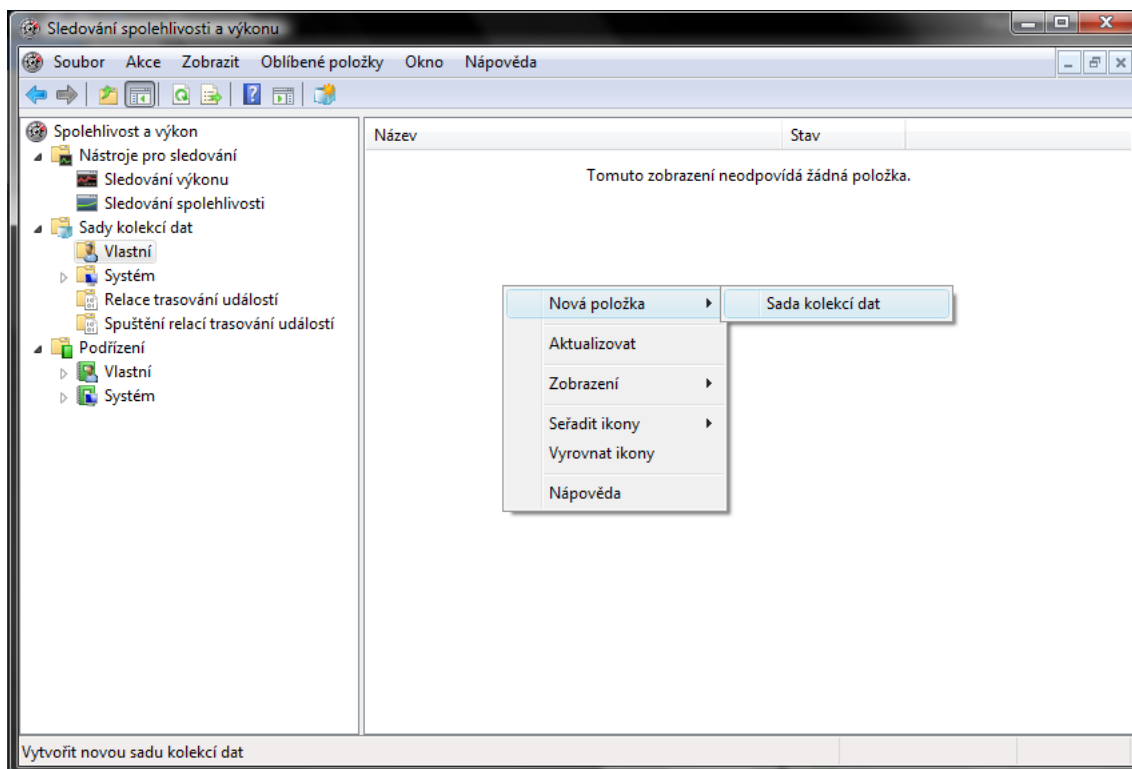 Sledování spolehlivosti a výkonu
Soubor Akce Zobrazit Oblíbené položky Okno Nápověda
Spolehlivost a výkon
Nástroje pro sledování
Sledování výkonu
Sledování spolehlivosti
Sady kolekcí dat
Vlastní
Systém
Relace trasování událostí
Spuštění relací trasování událostí
Podřízení
Vlastní
Systém
Název Stav
Tomuto zobrazení neodpovídá žádná položka.
Nová položka
Aktualizovat
Zobrazení
Seřadit ikony
Vyrovnat ikony
Nápověda
Sada kolekcí dat
Vytvořit novou sadu kolekcí dat